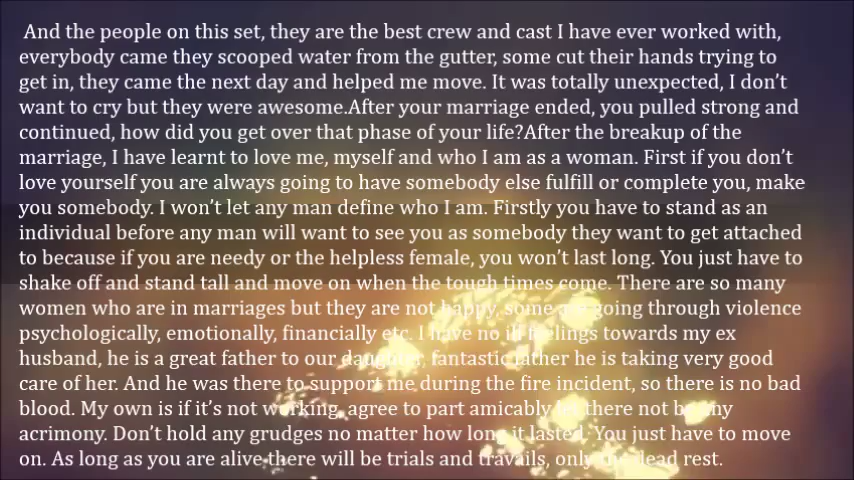 And the people on this set, they are the best crew and cast I have ever worked with,
everybody came they scooped water from the gutter, some cut their hands trying to
get in, they came the next day and helped me move. It was totally unexpected, I don't
want to cry but they were awesome.After your marriage ended, you pulled strong and
continued, how did you get over that phase of your life?After the breakup of the
marriage, I have learnt to love me, myself and who I am as a woman. First if you don't
love yourself you are always going to have somebody else fulfill or complete you, make
you somebody. I won't let any man define who I am. Firstly you have to stand as an
individual before any man will want to see you as somebody they want to get attached
to because if you are needy or the helpless female, you won't last long. You just have to
shake off and stand tall and move on when the tough times come. There are so many
women who are in marriages but they are not happy, some are going through violence
psychologically, emotionally, financially etc. I have no ill feelings towards my ex
husband, he is a great father to our daughter, fantastic father he is taking very good
care of her. And he was there to support me during the fire incident, so there is no bad
blood. My own is if it's not working, agree to part amicably let there not be any
acrimony. Don't hold any grudges no matter how long it lasted. You just have to move
on. As long as you are alive there will be trials and travails, only the dead rest.